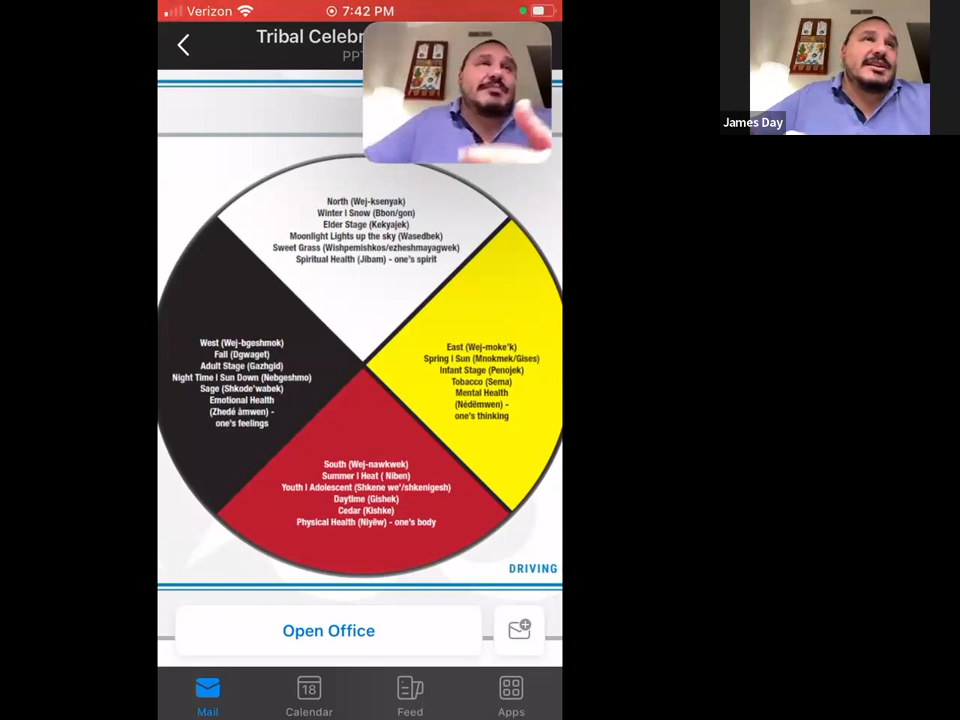 Verizon
7:42 PM
Tribal Celebr
PPT
James Day
North (Wej-ksenyak)
Winter | Snow (Bbon/gon)
Elder Stage (Kekyajek)
Moonlight Lights up the sky (Wasedbek)
Sweet Grass (Wishpemishkos/ezheshmayagwek)
Spiritual Health (Jibam) - one's spirit
West (Wej-bgeshmok)
Fall (Dgwaget)
Adult Stage (Gazhgid)
Night Time | Sun Down (Nebgeshmo)
Sage (Shkode'wabek)
Emotional Health
(Zhedé àmwen) -
one's feelings
East (Wej-moke'k)
Spring | Sun (Mnokmek/Gises)
Infant Stage (Penojek)
Tobacco (Sema)
Mental Health
(Nédëmwen) -
one's thinking
South (Wej-nawkwek)
Summer | Heat ( Niben)
Youth | Adolescent (Shkene we'/shkenigesh)
Daytime (Gishek)
Cedar (Kishke)
Physical Health (Niyëw) - one's body
DRIVING
Open Office
18
Mail
Calendar
Feed
Apps